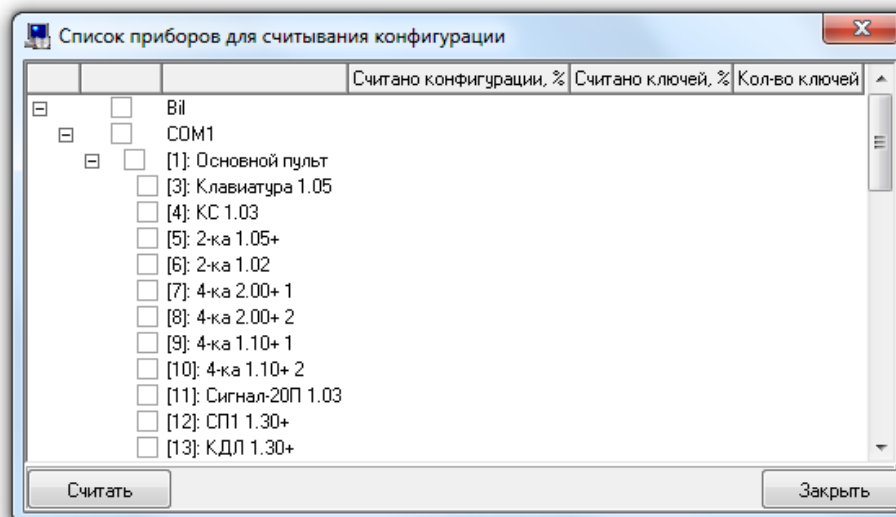 Список приборов для считывания конфигурации
Считано конфигурации, % Считано ключей, % Кол-во ключей
Bil
COM1
[1]: Основной пульт
[3]: Клавиатура 1.05
[4]: КС 1.03
[5]: 2-ка 1.05+
[6]: 2-ка 1.02
[7]: 4-ка 2.00+ 1
[8]: 4-ка 2.00+ 2
[9]: 4-ка 1.10+ 1
[10]: 4-ка 1.10+ 2
[11]: Сигнал-20П 1.03
[12]: СП1 1.30+
[13]: КДЛ 1.30+
Считать Закрыть